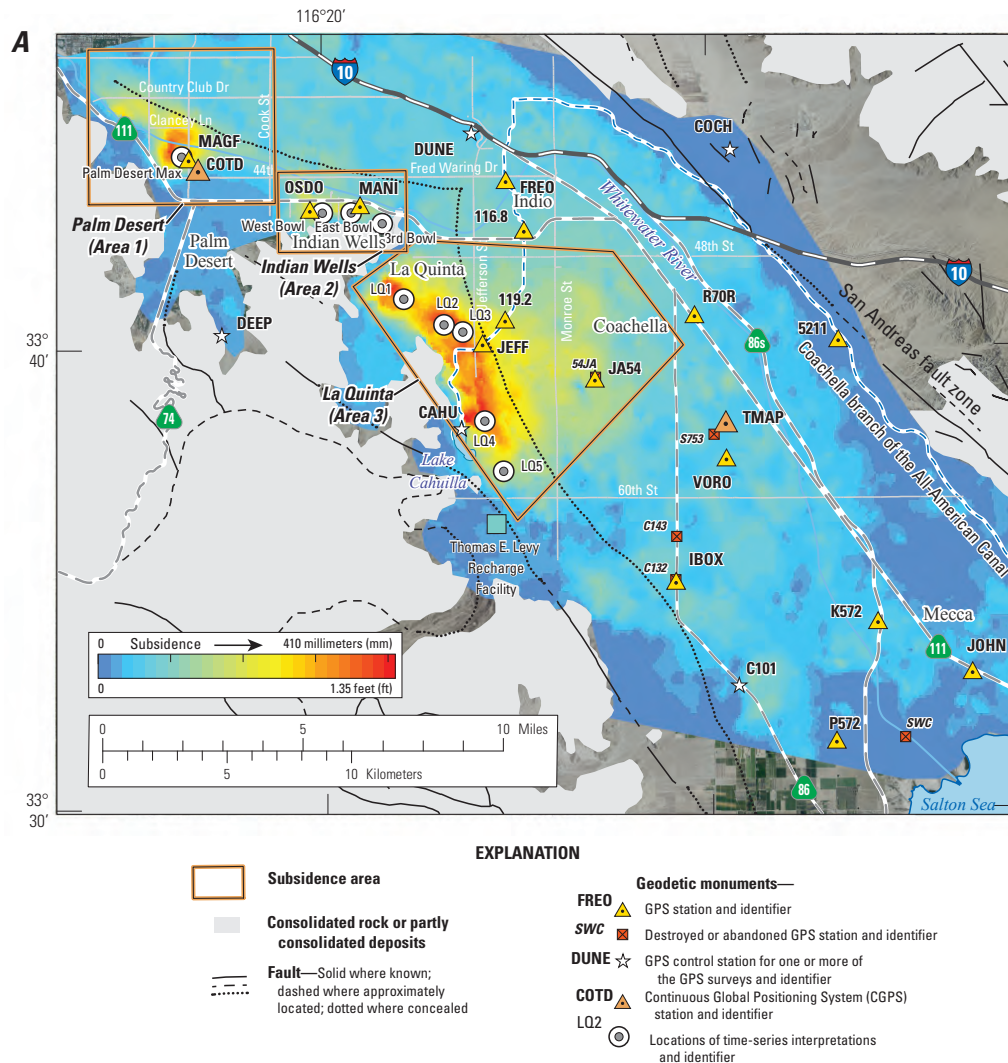 116°20'
A
10
Country Club Dr
Cook St
COCH
111
Clancey Ln
DUNE
MAGF
Fred Waring Dr
COTD
44th
Palm Desert Max
OSDO
MANI
FREO
Indio
Whitewater River
116.8
West Bowl
East Bowl
Palm Desert
(Area 1)
Indian Wells
3rd Bowl
48th St
Palm
Desert
Indian Wells
(Area 2)
Jefferson St
La Quinta
10
LQ1
119.2
Monroe St
R70R
San Andreas fault zone
LQ2
LQ3
Coachella
5211
DEEP
86s
33°
40'
JEFF
54JA
JA54
Coachella branch of the All-American Canal
La Quinta
(Area 3)
74
CAHU
TMAP
S753
LQ4
Lake
Cahuilla
LQ5
VORO
60th St
C143
Thomas E. Levy
Recharge
Facility
C132
IBOX
K572
Mecca
0
Subsidence
410 millimeters (mm)
0
1.35 feet (ft)
111
JOHN
C101
0
5
10 Miles
0
5
10 Kilometers
P572
SWC
86
Salton Sea
33°
30'
EXPLANATION
Subsidence area
Consolidated rock or partly
consolidated deposits
Fault—Solid where known;
dashed where approximately
located; dotted where concealed
Geodetic monuments—
FREO
GPS station and identifier
SWC
Destroyed or abandoned GPS station and identifier
DUNE
GPS control station for one or more of
the GPS surveys and identifier
COTD
Continuous Global Positioning System (CGPS)
station and identifier
LQ2
Locations of time-series interpretations
and identifier